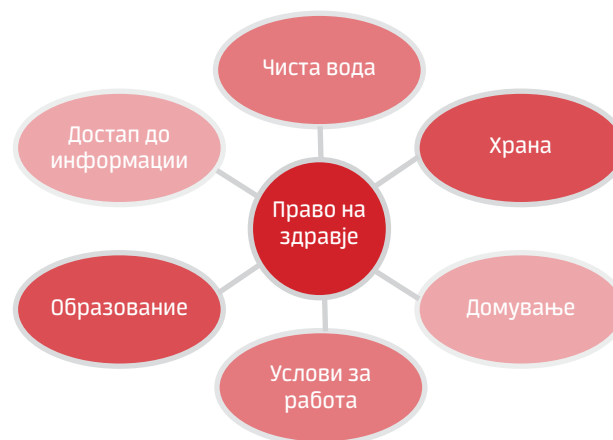 Чиста вода
Достап до
информации
Храна
Право на
здравје
Образование
Домување
Услови за
работа